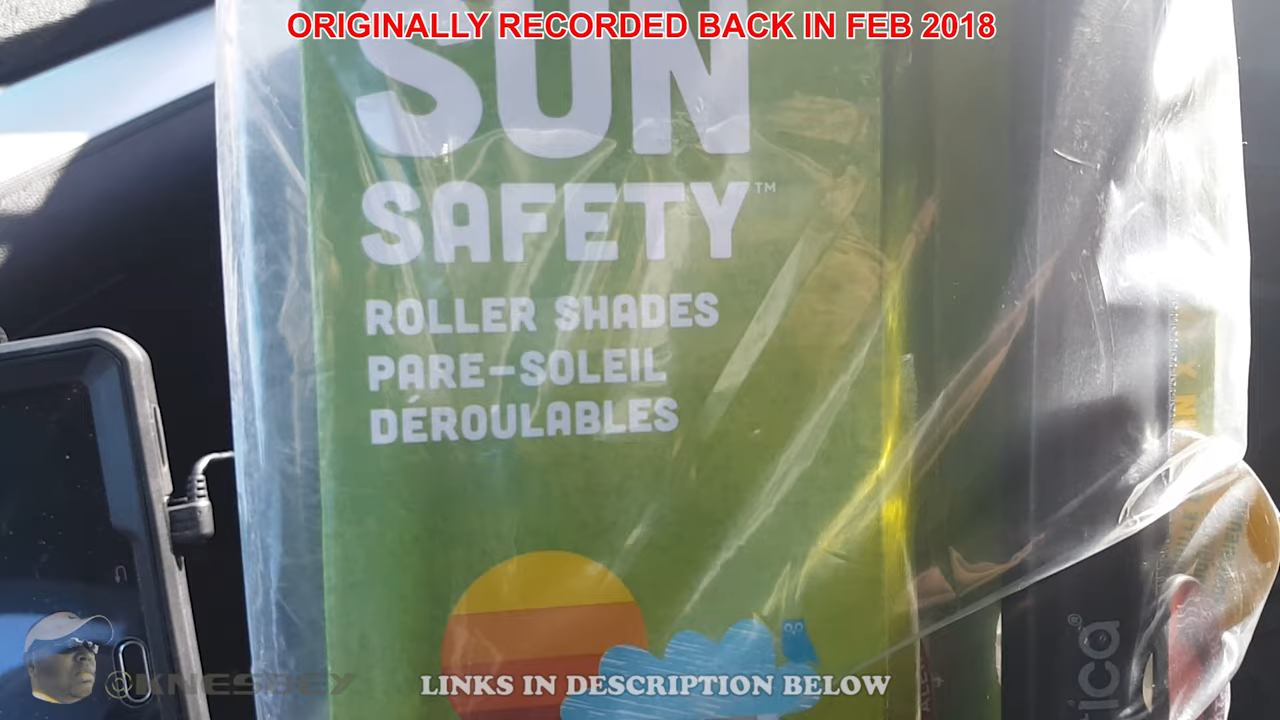 ORIGINALLY RECORDED BACK IN FEB 2018
SUN
SAFETY™
ROLLER SHADES
PARE-SOLEIL
DÉROULABLES
LINKS IN DESCRIPTION BELOW